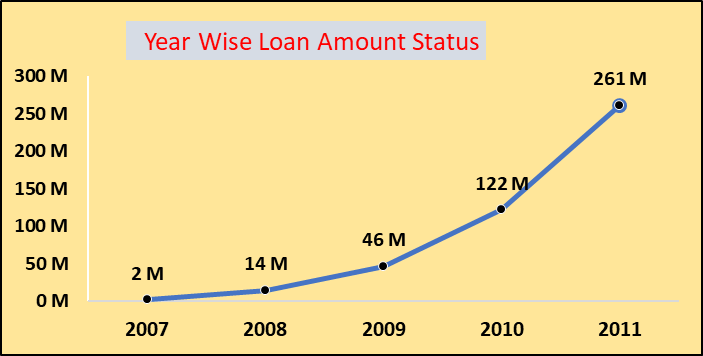 Year Wise Loan Amount Status
300 M
250 M
200 M
150 M
100 M
50 M
0 M
2 M
14 M
46 M
122 M
261 M
2007 2008 2009 2010 2011